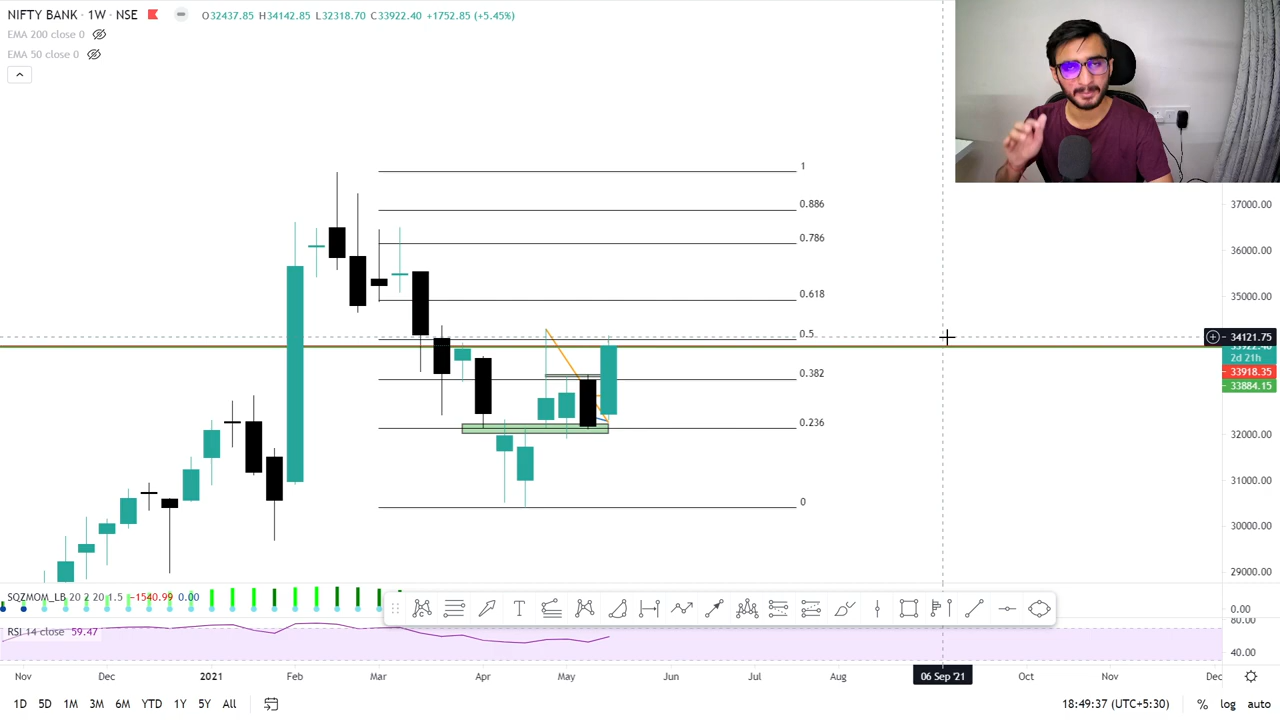 NIFTY BANK · 1W · NSE O32437.85 H34142.85 L32318.70 C33922.40 +1752.85 (+5.45%)
EMA 200 close 0
EMA 50 close 0
1
0.886
0.786
0.618
0.5
0.382
0.236
0
37000.00
36000.00
35000.00
34121.75
2d 21h
33918.35
33884.15
32000.00
31000.00
30000.00
29000.00
SQZMOM_LB 20 2 20 1.5 −1540.99 0.00
0.00
80.00
RSI 14 close 59.47
40.00
Nov Dec 2021 Feb Mar Apr May Jun Jul Aug 06 Sep '21 Oct Nov Dec
1D 5D 1M 3M 6M YTD 1Y 5Y All 18:49:37 (UTC+5:30) % log auto